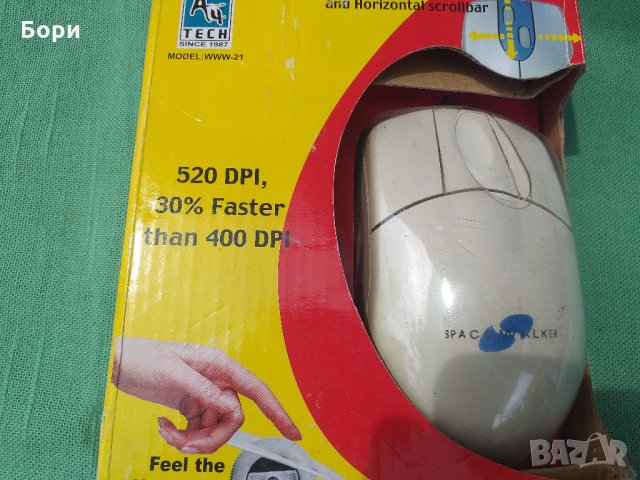 Бори
A4
TECH
SINCE 1987
MODEL:WWW-21
and Horizontal scrollbar
520 DPI,
30% Faster
than 400 DPI
SPAC WALKER
Feel the
BAZAR